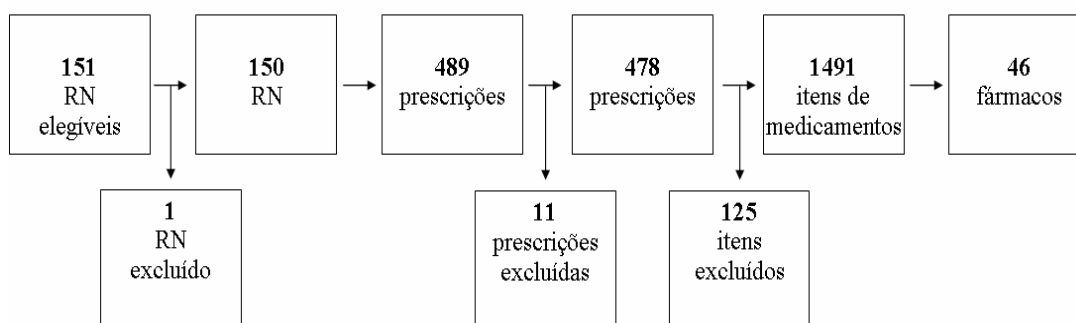 151
RN
elegíveis
150
RN
489
prescrições
478
prescrições
1491
itens de
medicamentos
46
fármacos
1
RN
excluído
11
prescrições
excluídas
125
itens
excluídos